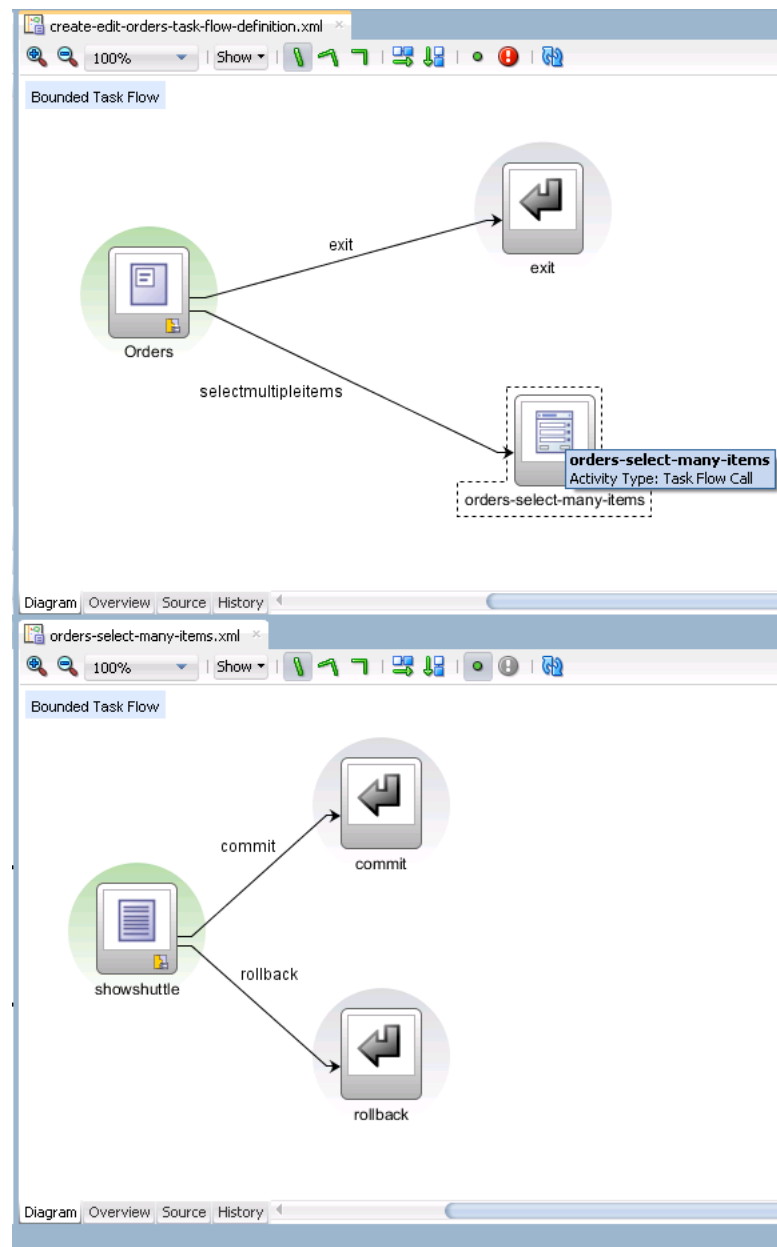 create-edit-orders-task-flow-definition.xml
100% Show
Bounded Task Flow
exit
exit
Orders
selectmultipleitems
orders-select-many-items
Activity Type: Task Flow Call
orders-select-many-items
Diagram Overview Source History
orders-select-many-items.xml
100% Show
Bounded Task Flow
commit
commit
showshuttle
rollback
rollback
Diagram Overview Source History